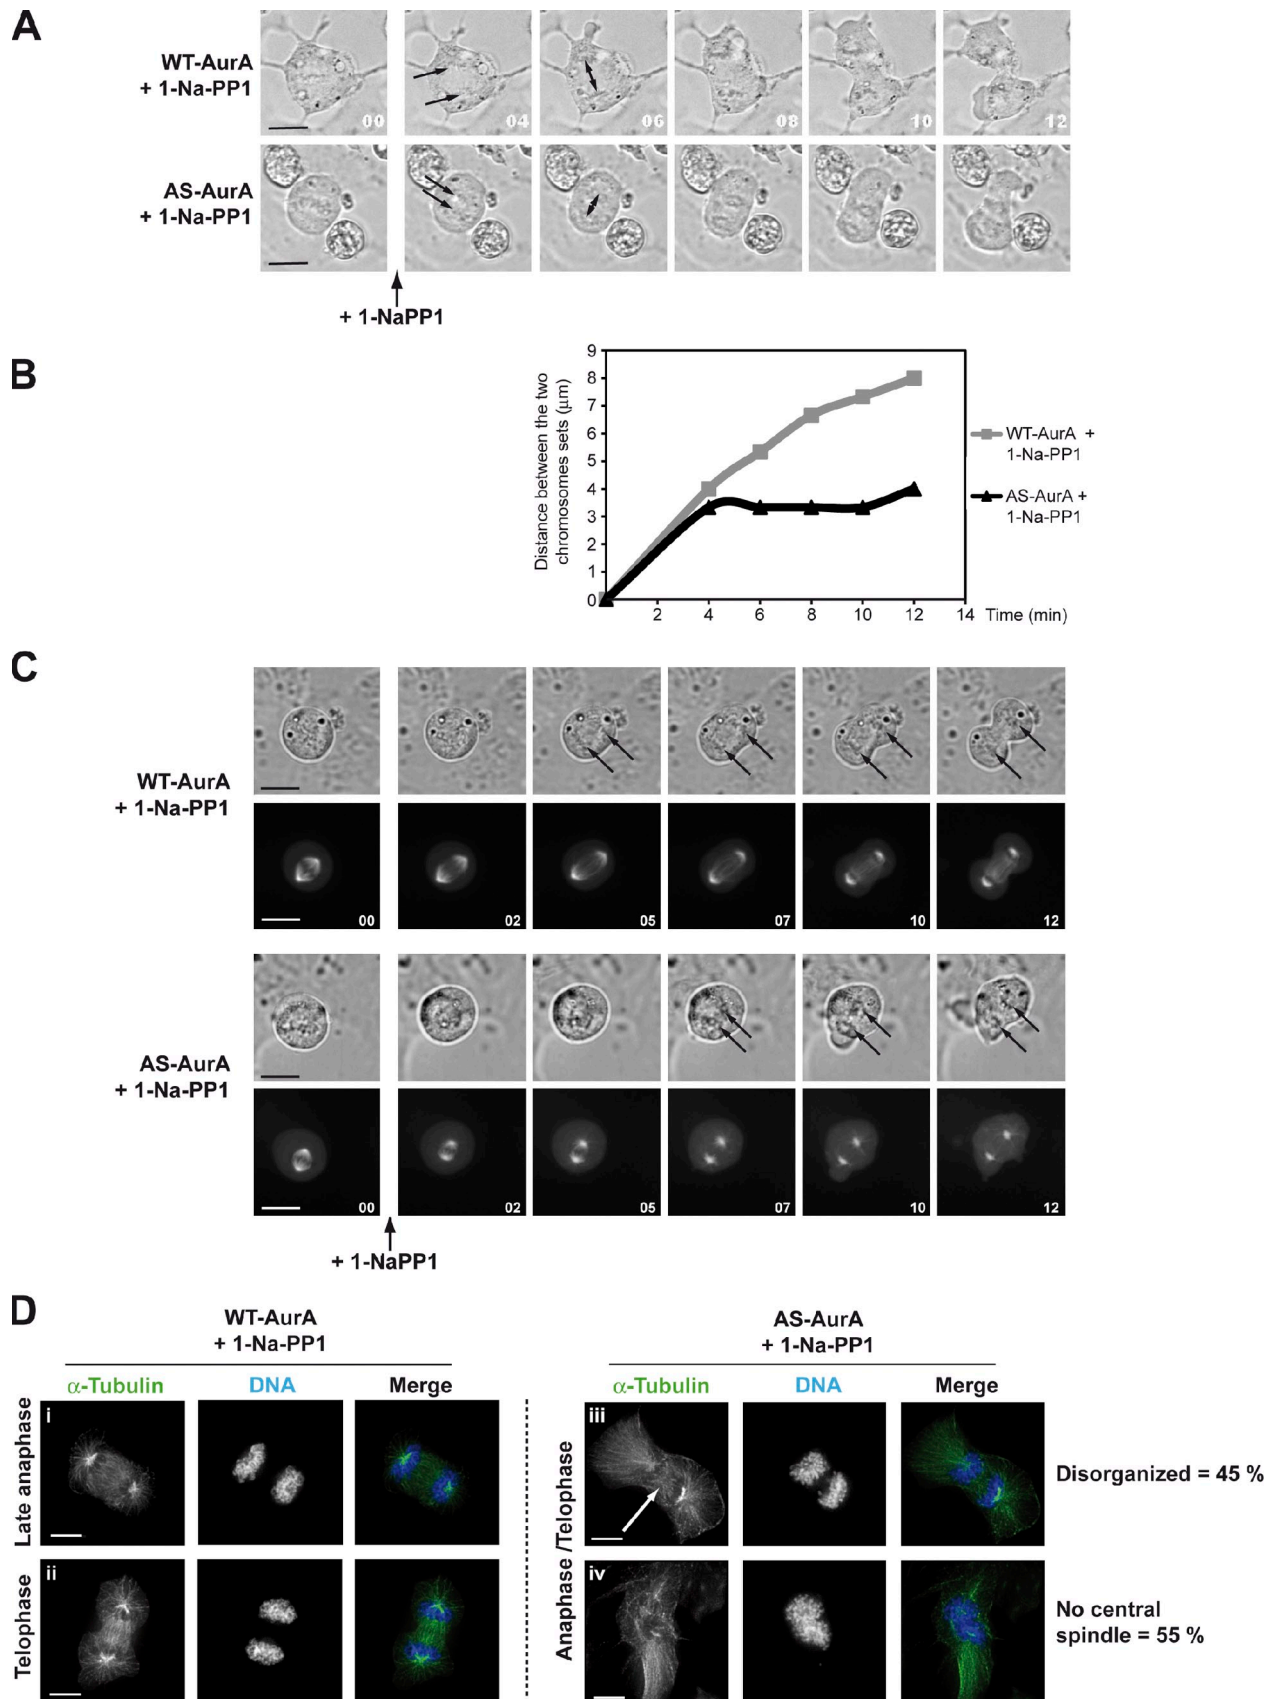 A
WT-AurA
+ 1-Na-PP1
00
04
06
08
10
12
AS-AurA
+ 1-Na-PP1
+ 1-NaPP1
B
Distance between the two
chromosomes sets (μm)
9
8
7
6
5
4
3
2
1
0
2
4
6
8
10
12
14
Time (min)
WT-AurA +
1-Na-PP1
AS-AurA +
1-Na-PP1
C
WT-AurA
+ 1-Na-PP1
00
02
05
07
10
12
AS-AurA
+ 1-Na-PP1
00
02
05
07
10
12
+ 1-NaPP1
D
WT-AurA
+ 1-Na-PP1
α-Tubulin
DNA
Merge
Late anaphase
i
Telophase
ii
AS-AurA
+ 1-Na-PP1
α-Tubulin
DNA
Merge
Anaphase /Telophase
iii
Disorganized = 45 %
iv
No central
spindle = 55 %